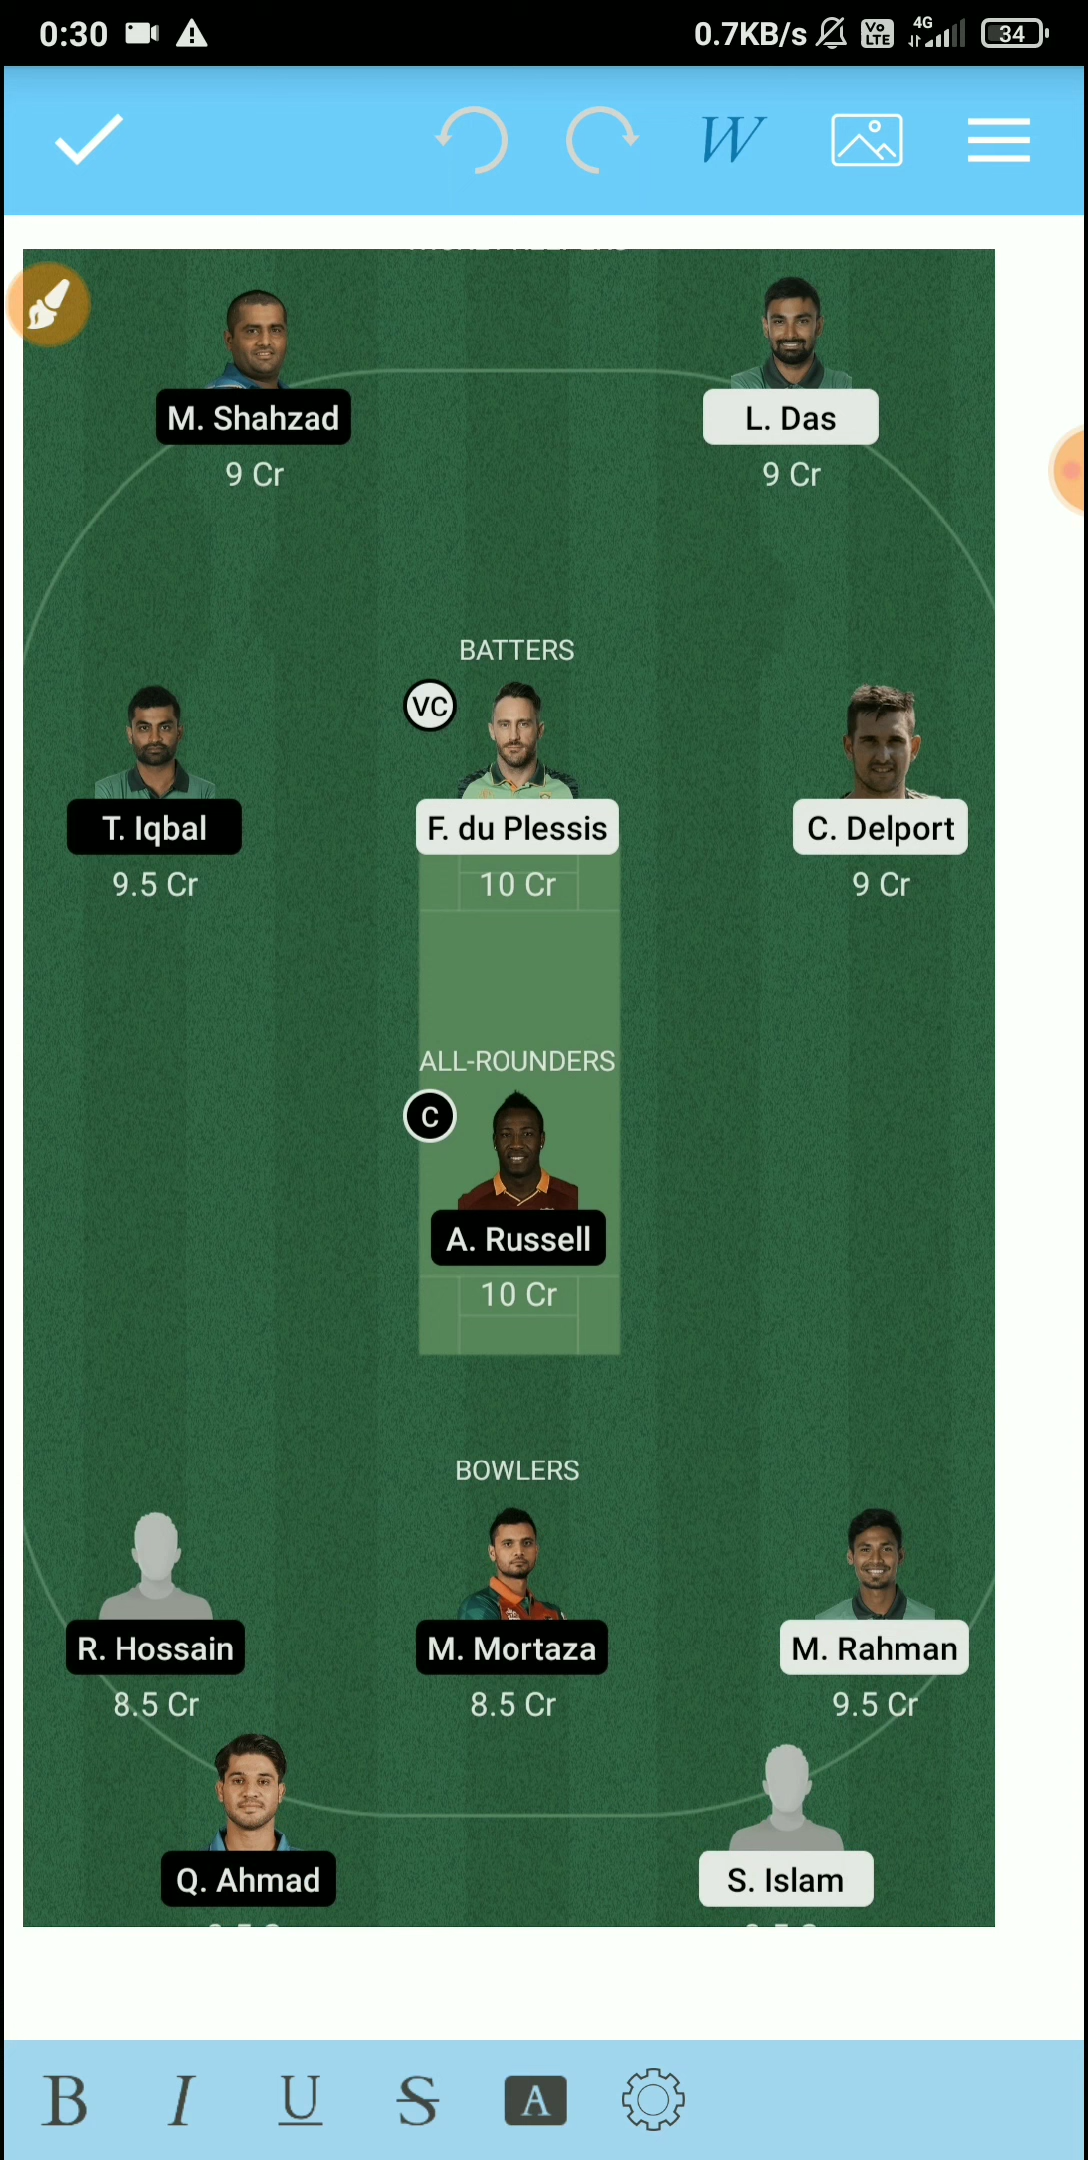 0:30 0.7KB/s Vo LTE 4G 34
W
M. Shahzad L. Das
9 Cr 9 Cr
BATTERS
VC
T. Iqbal F. du Plessis C. Delport
9.5 Cr 10 Cr 9 Cr
ALL-ROUNDERS
C
A. Russell
10 Cr
BOWLERS
R. Hossain M. Mortaza M. Rahman
8.5 Cr 8.5 Cr 9.5 Cr
Q. Ahmad S. Islam
B I U S A